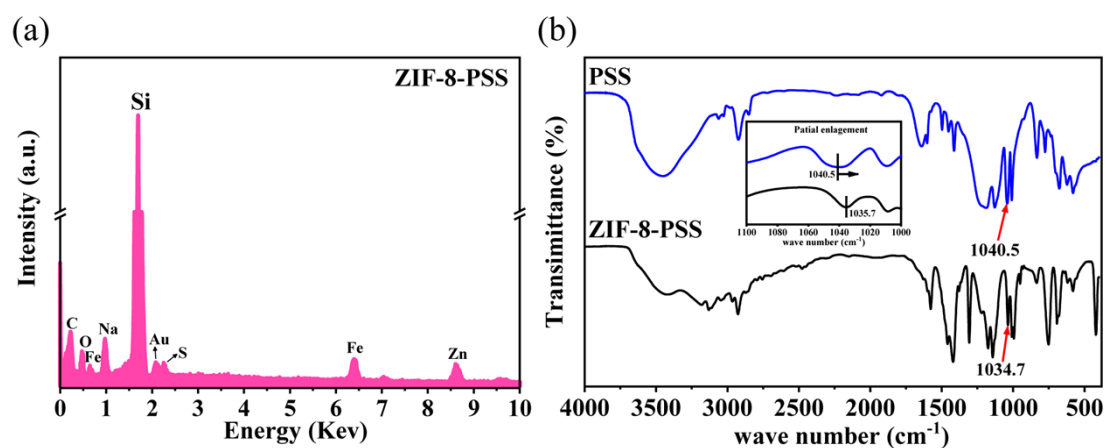 (a)
ZIF-8-PSS
Si
C
O
Fe
Na
Au
S
Fe
Zn
Intensity (a.u.)
0 1 2 3 4 5 6 7 8 9 10
Energy (Kev)
(b)
PSS
Patial enlagement
1040.5
1035.7
1100 1080 1060 1040 1020 1000
wave number (cm⁻¹)
1040.5
ZIF-8-PSS
1034.7
Transimittance (%)
4000 3500 3000 2500 2000 1500 1000 500
wave number (cm⁻¹)